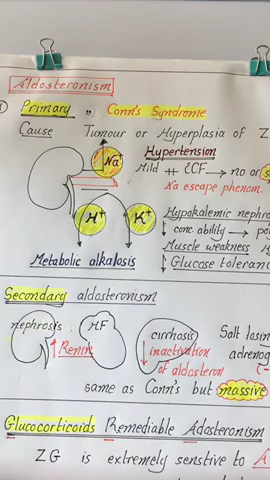 Aldosteronism
Primary " Conn's Syndrome
Cause Tumour or Hyperplasia of Z
Hypertension
Na+
Mild ++ ĒCF → no or s
Na escape phenom.
H+ K+
Hypokalemic nephro
↓ conc. ability → po
Muscle weakness
Metabolic alkalosis
↓ Glucose toleranc
Secondary aldosteronism
nephrosis HF cirrhosis Salt losin
↑ Renin ↓ inactivation adrenog
of aldosteron
same as Conn's but massive
Glucocorticoids Remediable Adosteronism
ZG is extremely senstive to A